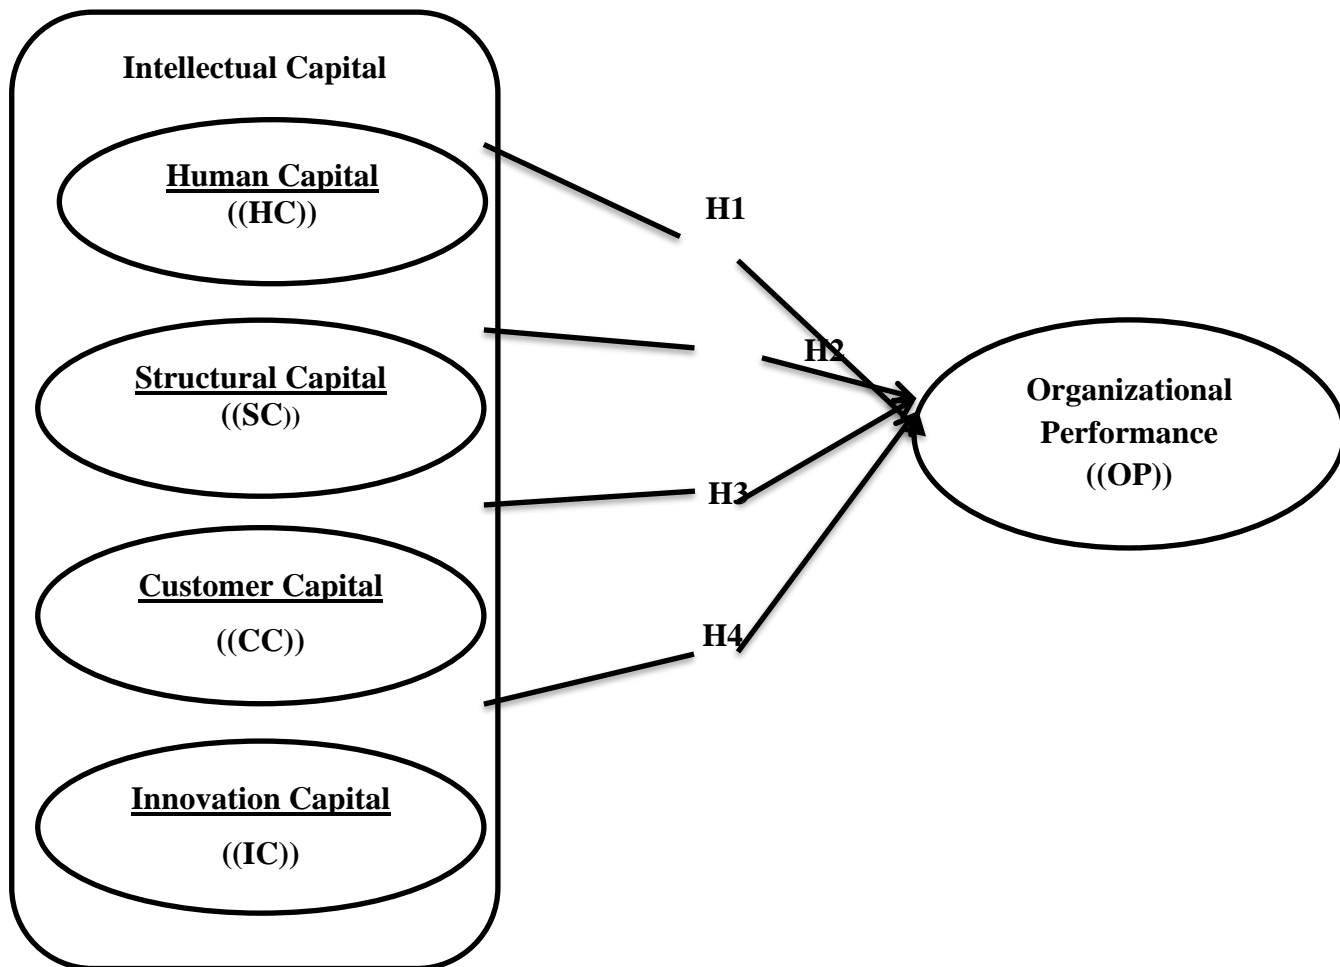 Intellectual Capital
Human Capital
((HC))
Structural Capital
((SC))
Customer Capital
((CC))
Innovation Capital
((IC))
H1
H2
H3
H4
Organizational
Performance
((OP))